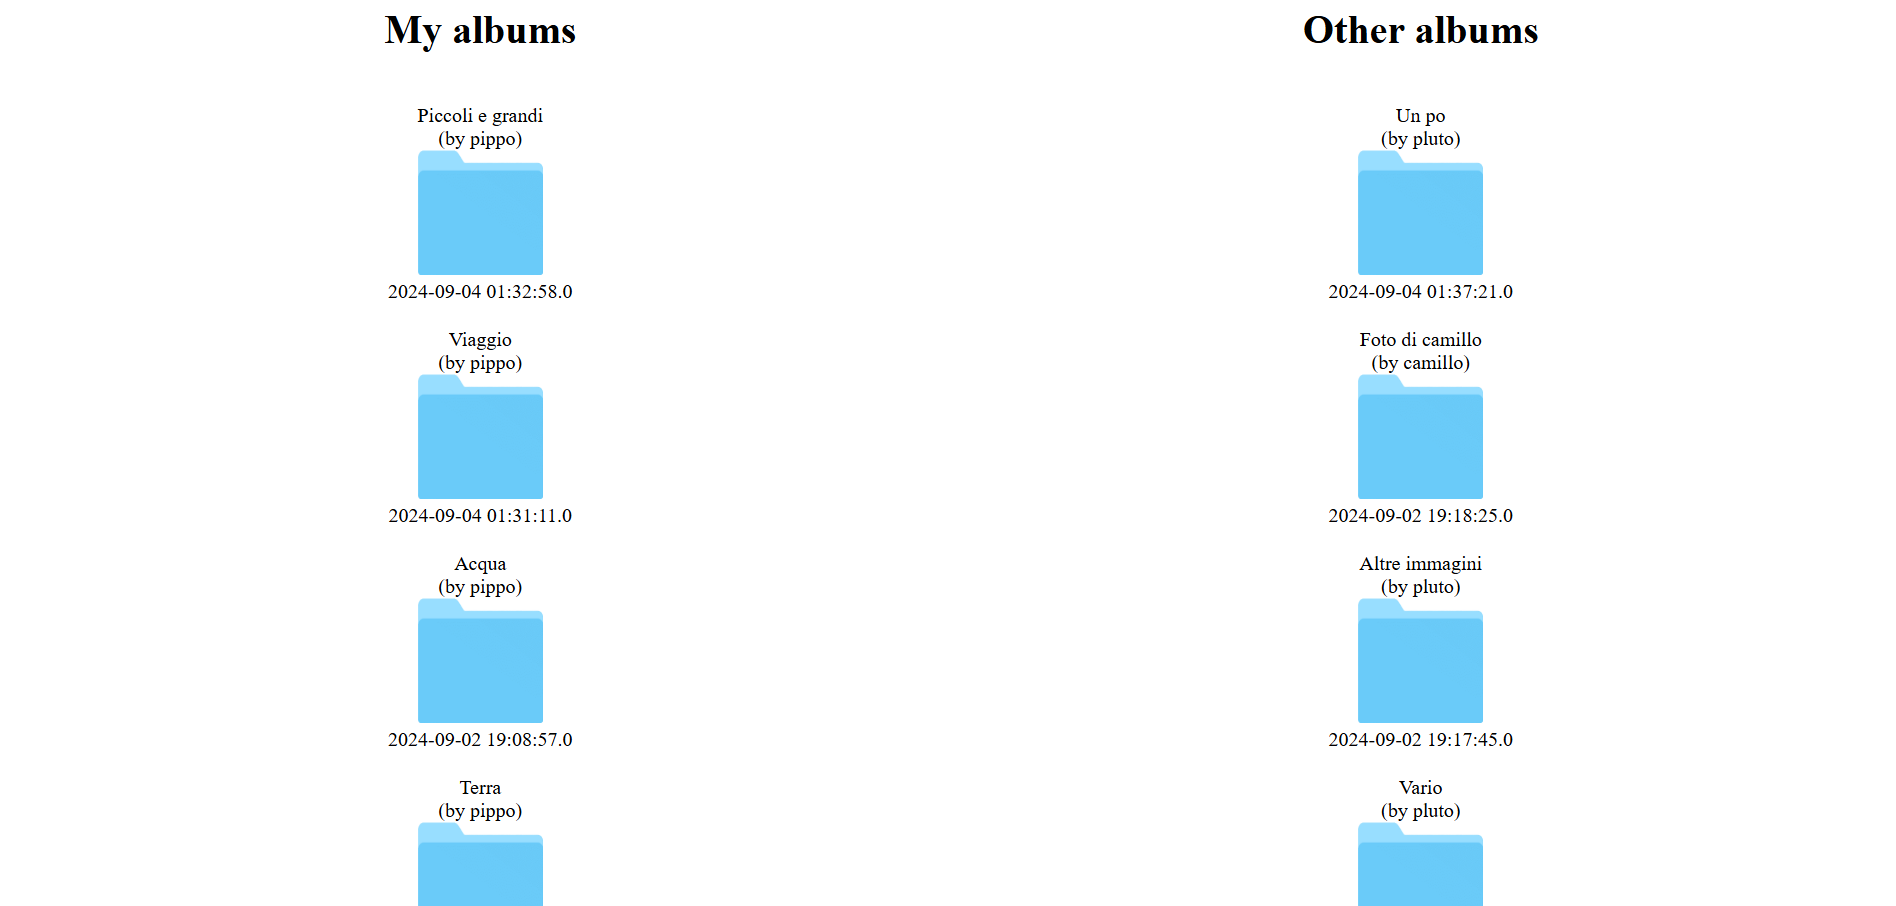 My albums
Piccoli e grandi
(by pippo)
2024-09-04 01:32:58.0
Viaggio
(by pippo)
2024-09-04 01:31:11.0
Acqua
(by pippo)
2024-09-02 19:08:57.0
Terra
(by pippo)
Other albums
Un po
(by pluto)
2024-09-04 01:37:21.0
Foto di camillo
(by camillo)
2024-09-02 19:18:25.0
Altre immagini
(by pluto)
2024-09-02 19:17:45.0
Vario
(by pluto)